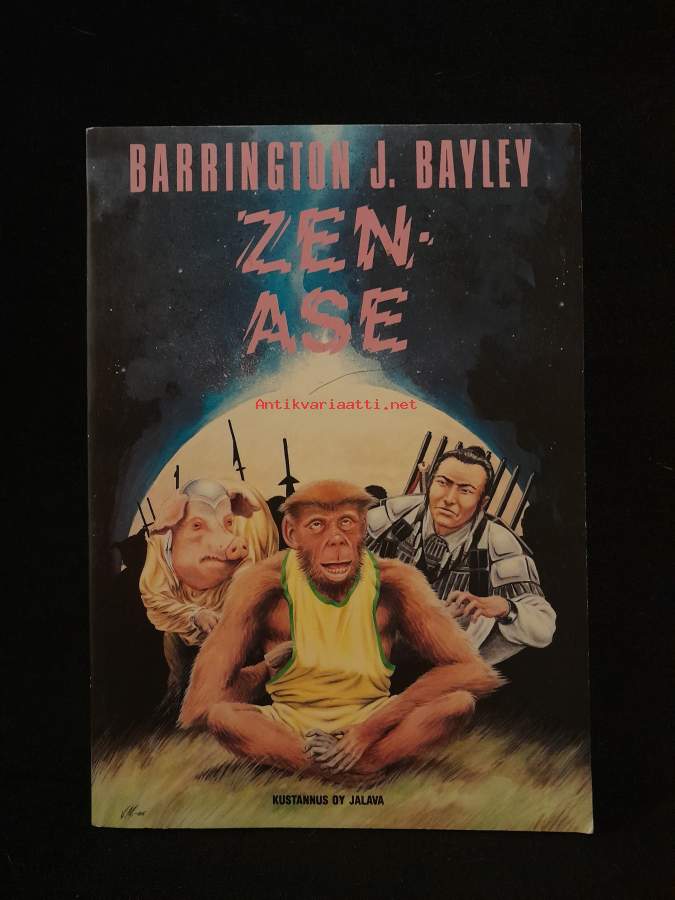 BARRINGTON J. BAYLEY
ZEN-
ASE
Antikvariaatti.net
KUSTANNUS OY JALAVA